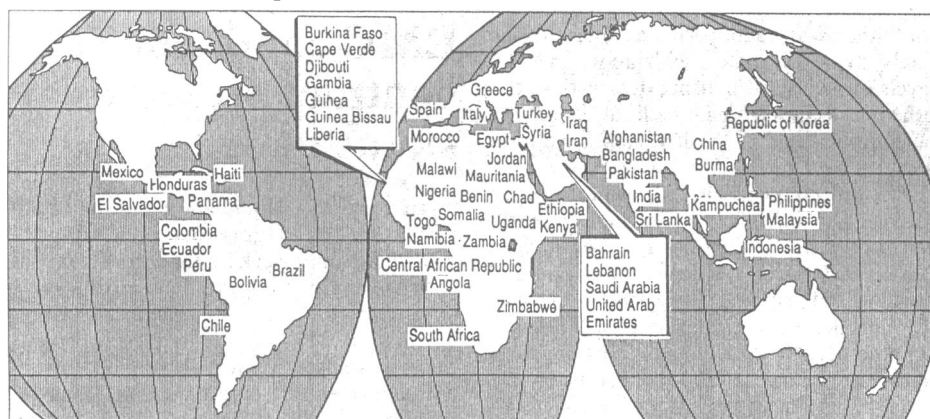 Burkina Faso
Cape Verde
Djibouti
Gambia
Guinea
Guinea Bissau
Liberia
Mexico
Honduras
Haiti
El Salvador
Panama
Colombia
Ecuador
Peru
Brazil
Bolivia
Chile
Greece
Spain
Italy
Turkey
Morocco
Egypt
Syria
Iraq
Iran
Jordan
Malawi
Mauritania
Nigeria
Benin
Chad
Ethiopia
Togo
Somalia
Uganda
Kenya
Namibia
Zambia
Central African Republic
Angola
Zimbabwe
South Africa
Bahrain
Lebanon
Saudi Arabia
United Arab
Emirates
Republic of Korea
Afghanistan
China
Bangladesh
Burma
Pakistan
India
Kampuchea
Philippines
Sri Lanka
Malaysia
Indonesia